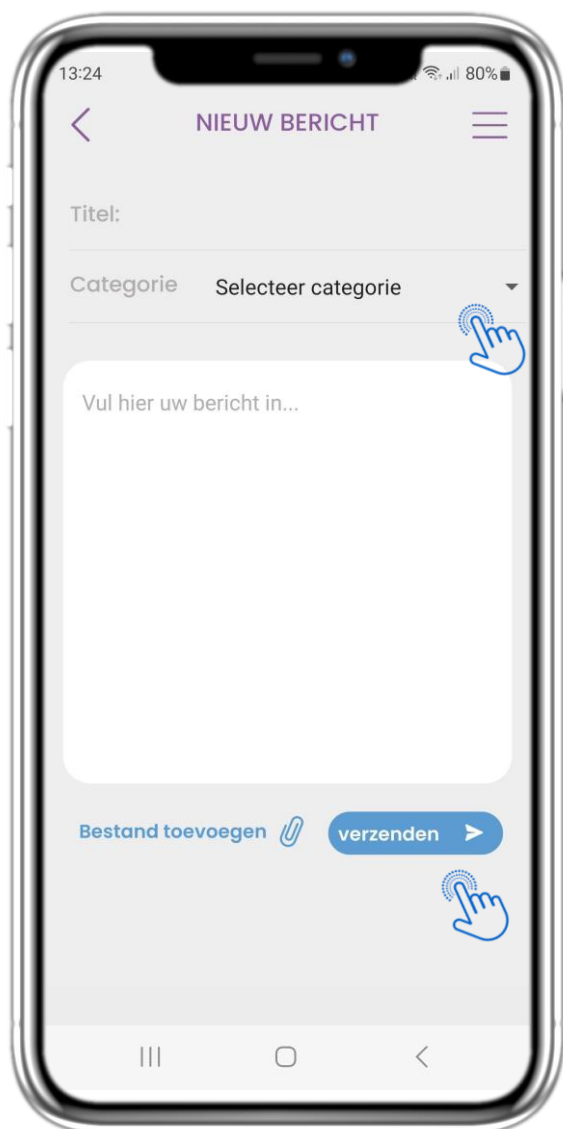 13:24
80%
NIEUW BERICHT
Titel:
Categorie Selecteer categorie
Vul hier uw bericht in...
Bestand toevoegen verzenden